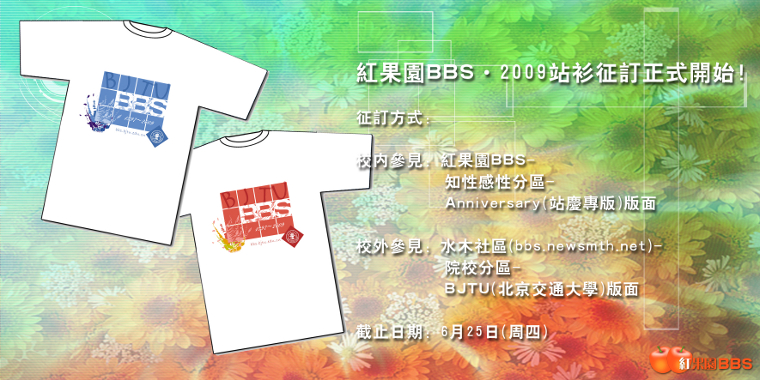 紅果園BBS·2009站衫征訂正式開始!
征訂方式:
校內參見: 紅果園BBS-
知性感性分區-
Anniversary(站慶專版)版面
校外參見: 水木社區(bbs.newsmth.net)-
院校分區-
BJTU(北京交通大學)版面
截止日期: 6月25日(周四)
BJTU
BBS
BJTU
BBS
紅果園BBS